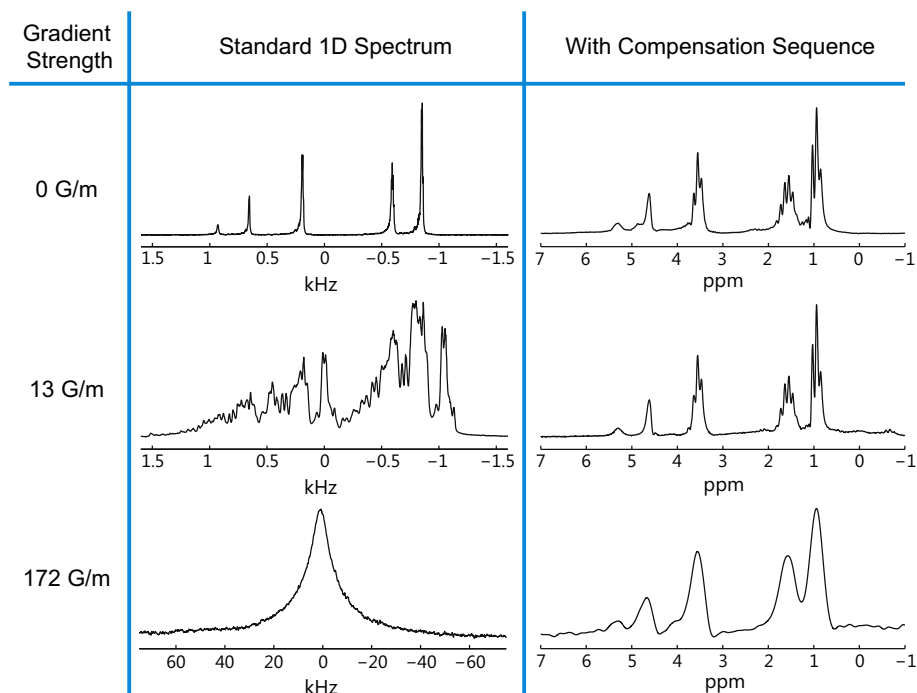 Gradient
Strength
Standard 1D Spectrum
With Compensation Sequence
0 G/m
1.5 1 0.5 0 −0.5 −1 −1.5
kHz
7 6 5 4 3 2 1 0 −1
ppm
13 G/m
1.5 1 0.5 0 −0.5 −1 −1.5
kHz
7 6 5 4 3 2 1 0 −1
ppm
172 G/m
60 40 20 0 −20 −40 −60
kHz
7 6 5 4 3 2 1 0 −1
ppm